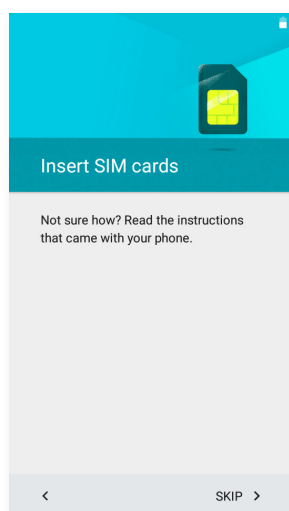 Insert SIM cards
Not sure how? Read the instructions
that came with your phone.
SKIP